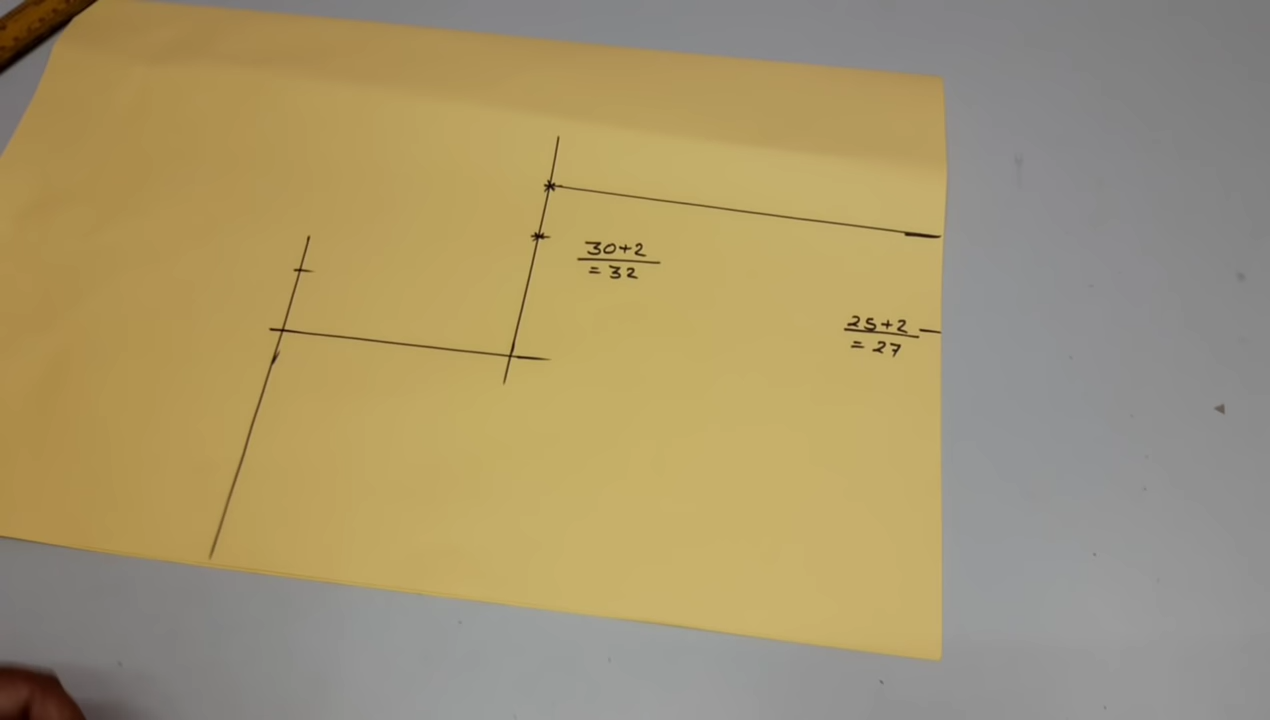 30+2
= 32
25+2
= 27